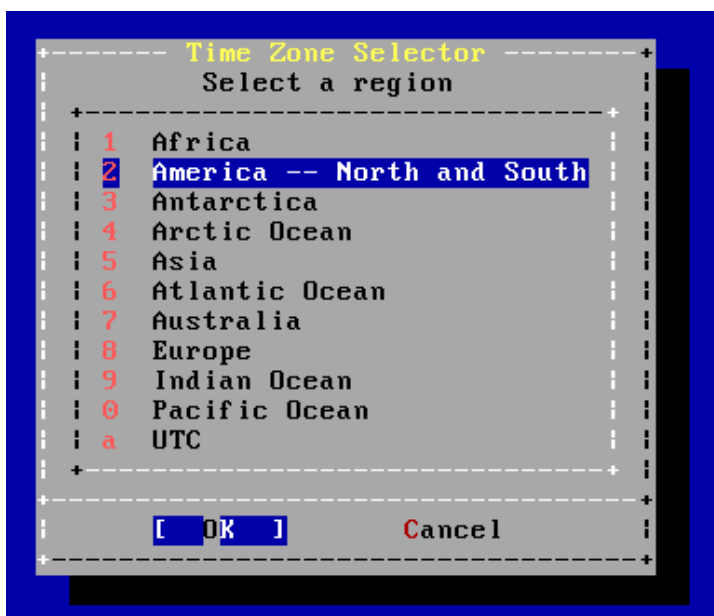 Time Zone Selector
Select a region
1 Africa
2 America -- North and South
3 Antarctica
4 Arctic Ocean
5 Asia
6 Atlantic Ocean
7 Australia
8 Europe
9 Indian Ocean
0 Pacific Ocean
a UTC
[ OK ] Cancel